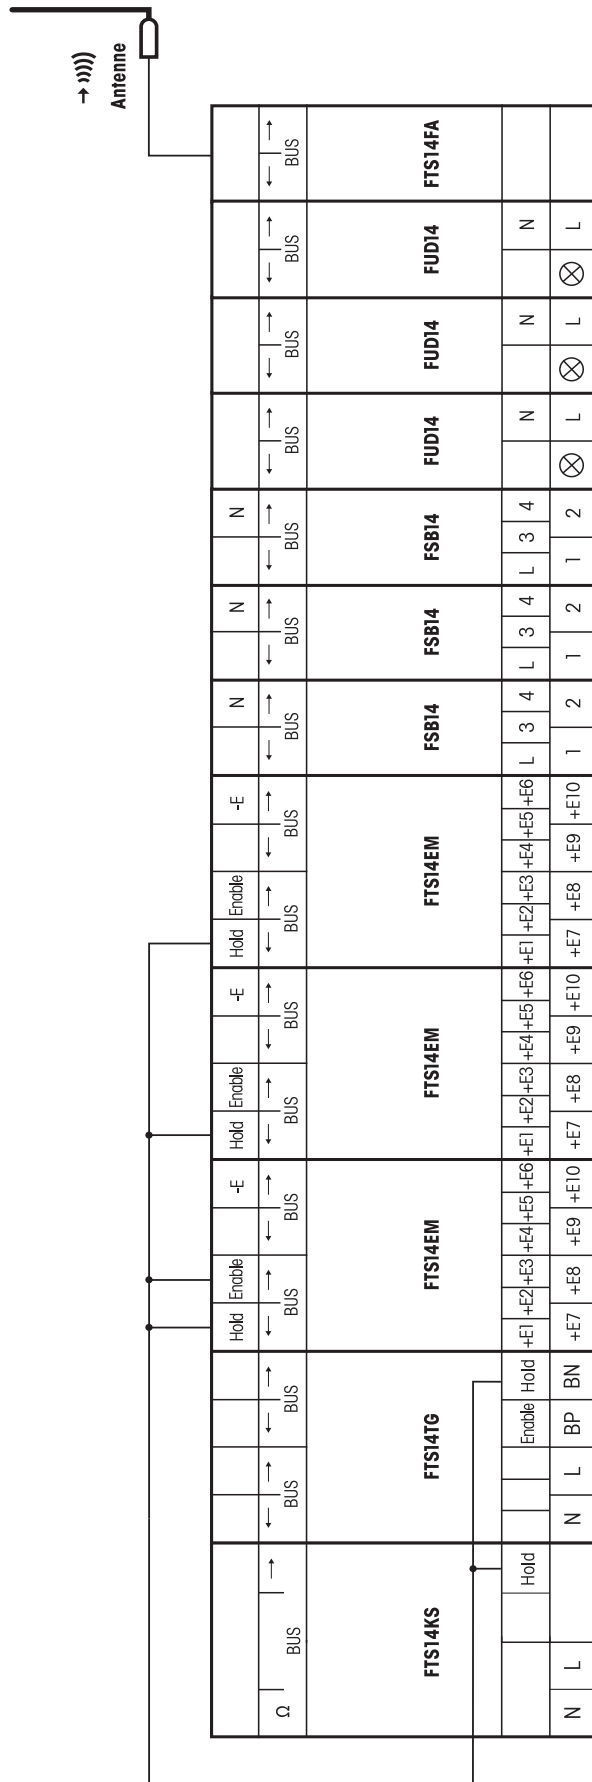 Antenne
BUS
FTS14FA
BUS
FUD14
N
L
BUS
FUD14
N
L
BUS
FUD14
N
L
N
BUS
FSB14
L 3 4
1 2
N
BUS
FSB14
L 3 4
1 2
N
BUS
FSB14
L 3 4
1 2
Hold Enable -E
BUS BUS
FTS14EM
+E1 +E2 +E3 +E4 +E5 +E6
+E7 +E8 +E9 +E10
Hold Enable -E
BUS BUS
FTS14EM
+E1 +E2 +E3 +E4 +E5 +E6
+E7 +E8 +E9 +E10
Hold Enable -E
BUS BUS
FTS14EM
+E1 +E2 +E3 +E4 +E5 +E6
+E7 +E8 +E9 +E10
BUS BUS
FTS14TG
Enable Hold
N L BP BN
Ω BUS
FTS14KS
Hold
N L